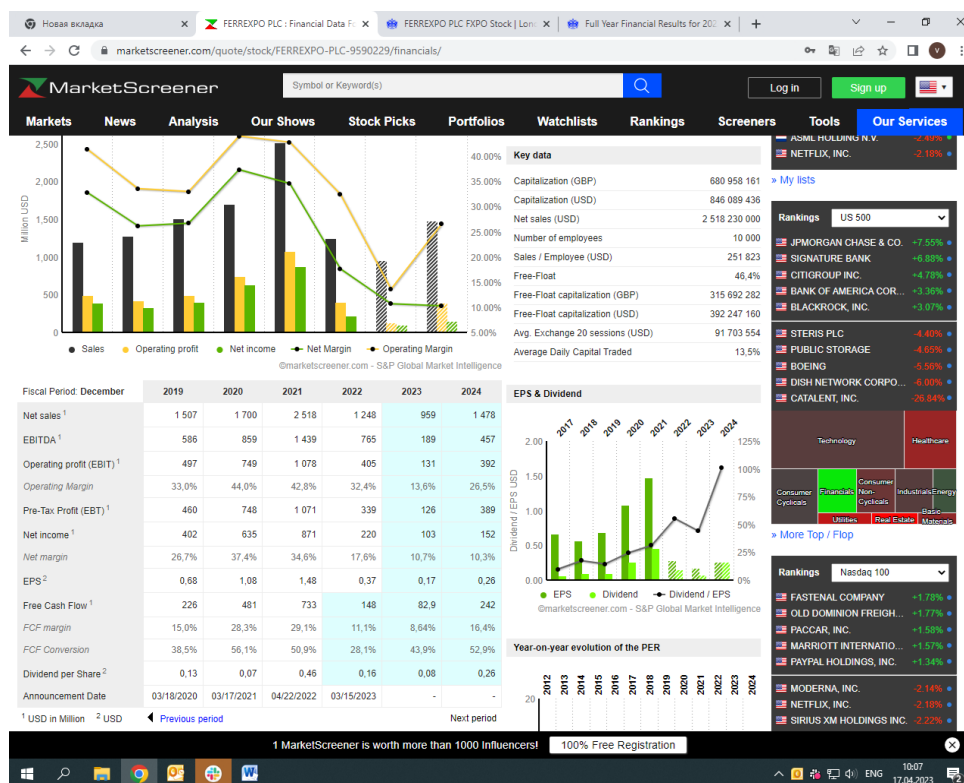 Новая вкладка
FERREXPO PLC : Financial Data Fo
FERREXPO PLC FXPO Stock | Lon
Full Year Financial Results for 202
marketscreener.com/quote/stock/FERREXPO-PLC-9590229/financials/
V
MarketScreener
Symbol or Keyword(s)
Log in
Sign up
Markets News Analysis Our Shows Stock Picks Portfolios Watchlists Rankings Screeners Tools Our Services
2,500
2,000
1,500
1,000
500
0
Million USD
40.00%
35.00%
30.00%
25.00%
20.00%
15.00%
10.00%
5.00%
Sales Operating profit Net income Net Margin Operating Margin
©marketscreener.com - S&P Global Market Intelligence
Fiscal Period: December 2019 2020 2021 2022 2023 2024
Net sales 1 1 507 1 700 2 518 1 248 959 1 478
EBITDA 1 586 859 1 439 765 189 457
Operating profit (EBIT) 1 497 749 1 078 405 131 392
Operating Margin 33,0% 44,0% 42,8% 32,4% 13,6% 26,5%
Pre-Tax Profit (EBT) 1 460 748 1 071 339 126 389
Net income 1 402 635 871 220 103 152
Net margin 26,7% 37,4% 34,6% 17,6% 10,7% 10,3%
EPS 2 0,68 1,08 1,48 0,37 0,17 0,26
Free Cash Flow 1 226 481 733 148 82,9 242
FCF margin 15,0% 28,3% 29,1% 11,1% 8,64% 16,4%
FCF Conversion 38,5% 56,1% 50,9% 28,1% 43,9% 52,9%
Dividend per Share 2 0,13 0,07 0,46 0,16 0,08 0,26
Announcement Date 03/18/2020 03/17/2021 04/22/2022 03/15/2023 - -
1 USD in Million 2 USD Previous period Next period
Key data
Capitalization (GBP) 680 958 161
Capitalization (USD) 846 089 436
Net sales (USD) 2 518 230 000
Number of employees 10 000
Sales / Employee (USD) 251 823
Free-Float 46,4%
Free-Float capitalization (GBP) 315 692 282
Free-Float capitalization (USD) 392 247 160
Avg. Exchange 20 sessions (USD) 91 703 554
Average Daily Capital Traded 13,5%
EPS & Dividend
2017 2018 2019 2020 2021 2022 2023 2024
2.00
1.50
1.00
0.50
0.00
Dividend / EPS USD
125%
100%
75%
50%
25%
0%
EPS Dividend Dividend / EPS
©marketscreener.com - S&P Global Market Intelligence
Year-on-year evolution of the PER
2012 2013 2014 2015 2016 2017 2018 2019 2020 2021 2022 2023 2024
20
ASML HOLDING N.V. -2.40%
NETFLIX, INC. -2.18%
» My lists
Rankings US 500
JPMORGAN CHASE & CO. +7.55%
SIGNATURE BANK +6.88%
CITIGROUP INC. +4.78%
BANK OF AMERICA COR... +3.36%
BLACKROCK, INC. +3.07%
STERIS PLC -4.40%
PUBLIC STORAGE -4.65%
BOEING -5.56%
DISH NETWORK CORPO... -6.00%
CATALENT, INC. -26.84%
Technology Healthcare
Consumer Cyclicals
Financials
Consumer Non-Cyclicals
Industrials
Energy
Utilities
Real Estate
Basic Materials
» More Top / Flop
Rankings Nasdaq 100
FASTENAL COMPANY +1.78%
OLD DOMINION FREIGH... +1.77%
PACCAR, INC. +1.58%
MARRIOTT INTERNATIO... +1.57%
PAYPAL HOLDINGS, INC. +1.34%
MODERNA, INC. -2.14%
NETFLIX, INC. -2.18%
SIRIUS XM HOLDINGS INC. -2.22%
1 MarketScreener is worth more than 1000 Influencers! 100% Free Registration
ENG
10:07
17.04.2023
2